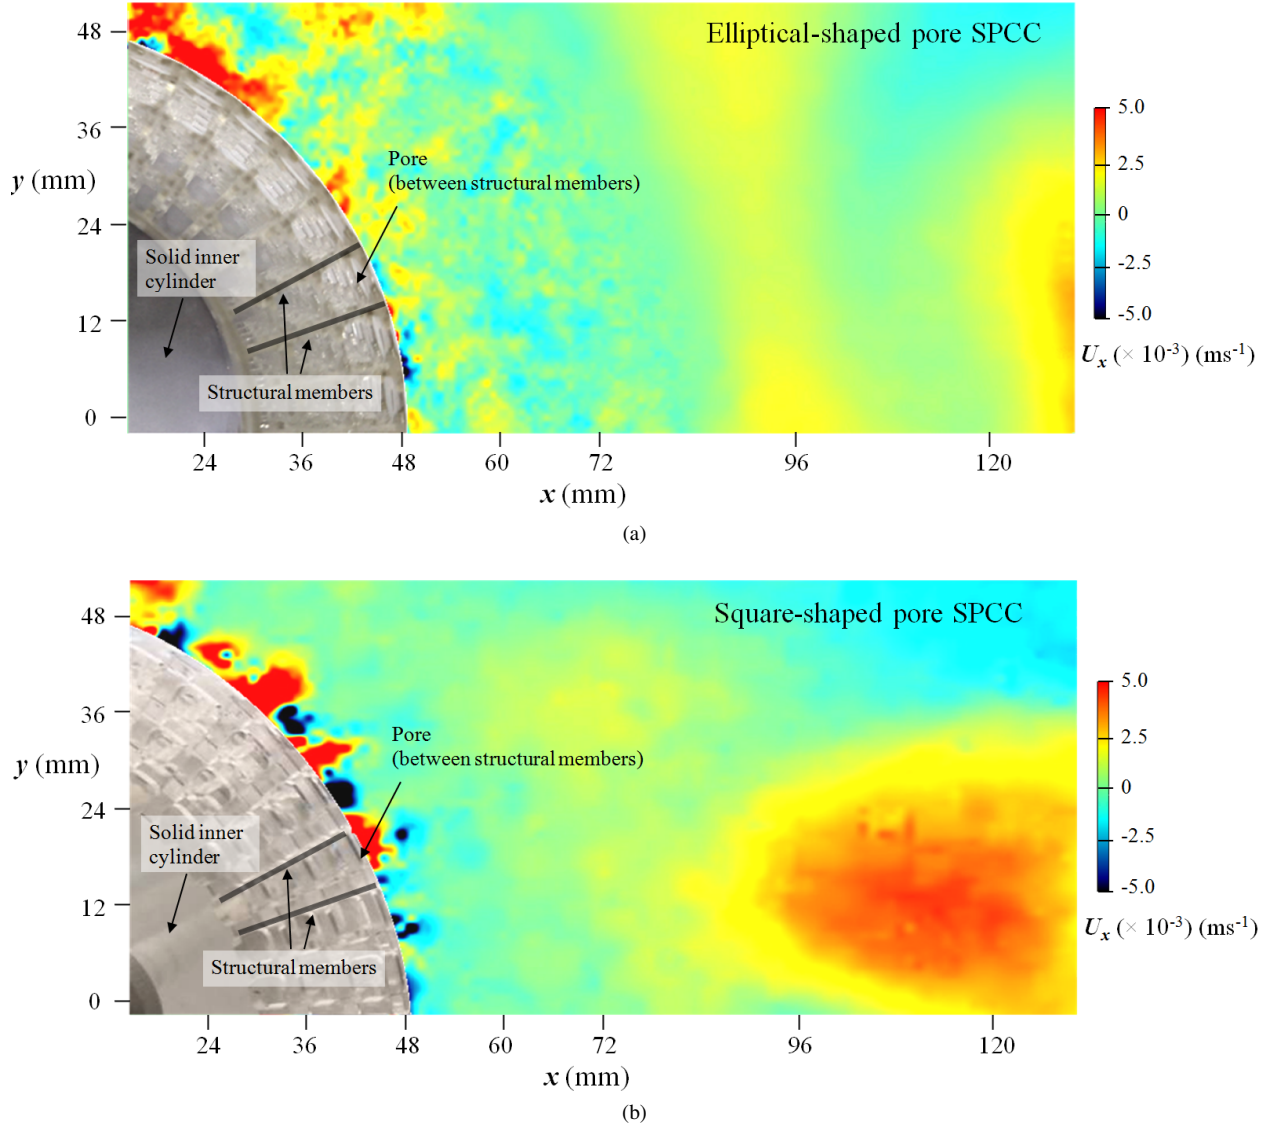 Elliptical-shaped pore SPCC
48
36
24
12
0
y (mm)
Pore
(between structural members)
Solid inner
cylinder
Structural members
5.0
2.5
0
-2.5
-5.0
Ux (× 10-3) (ms-1)
24 36 48 60 72 96 120
x (mm)
(a)
Square-shaped pore SPCC
48
36
24
12
0
y (mm)
Pore
(between structural members)
Solid inner
cylinder
Structural members
5.0
2.5
0
-2.5
-5.0
Ux (× 10-3) (ms-1)
24 36 48 60 72 96 120
x (mm)
(b)